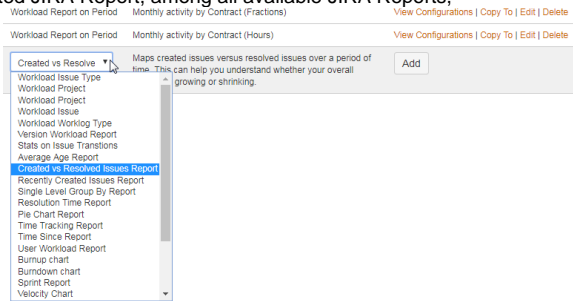 ted JIRA Report, among all available JIRA Reports,
Workload Report on Period Monthly activity by Contract (Fractions) View Configurations | Copy To | Edit | Delete
Workload Report on Period Monthly activity by Contract (Hours) View Configurations | Copy To | Edit | Delete
Created vs Resolve Maps created issues versus resolved issues over a period of Add
time. This can help you understand whether your overall
growing or shrinking.
Workload Issue Type
Workload Project
Workload Project
Workload Issue
Workload Worklog Type
Version Workload Report
Stats on Issue Transtions
Average Age Report
Created vs Resolved Issues Report
Recently Created Issues Report
Single Level Group By Report
Resolution Time Report
Pie Chart Report
Time Tracking Report
Time Since Report
User Workload Report
Burnup chart
Burndown chart
Sprint Report
Velocity Chart